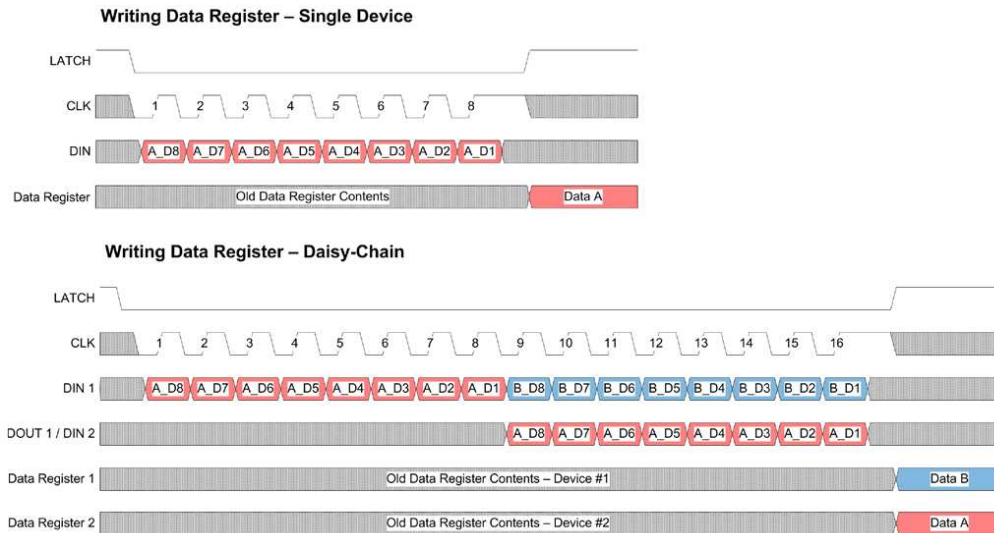 Writing Data Register – Single Device
LATCH
CLK 1 2 3 4 5 6 7 8
DIN A_D8 A_D7 A_D6 A_D5 A_D4 A_D3 A_D2 A_D1
Data Register Old Data Register Contents Data A
Writing Data Register – Daisy-Chain
LATCH
CLK 1 2 3 4 5 6 7 8 9 10 11 12 13 14 15 16
DIN 1 A_D8 A_D7 A_D6 A_D5 A_D4 A_D3 A_D2 A_D1 B_D8 B_D7 B_D6 B_D5 B_D4 B_D3 B_D2 B_D1
DOUT 1 / DIN 2 A_D8 A_D7 A_D6 A_D5 A_D4 A_D3 A_D2 A_D1
Data Register 1 Old Data Register Contents – Device #1 Data B
Data Register 2 Old Data Register Contents – Device #2 Data A